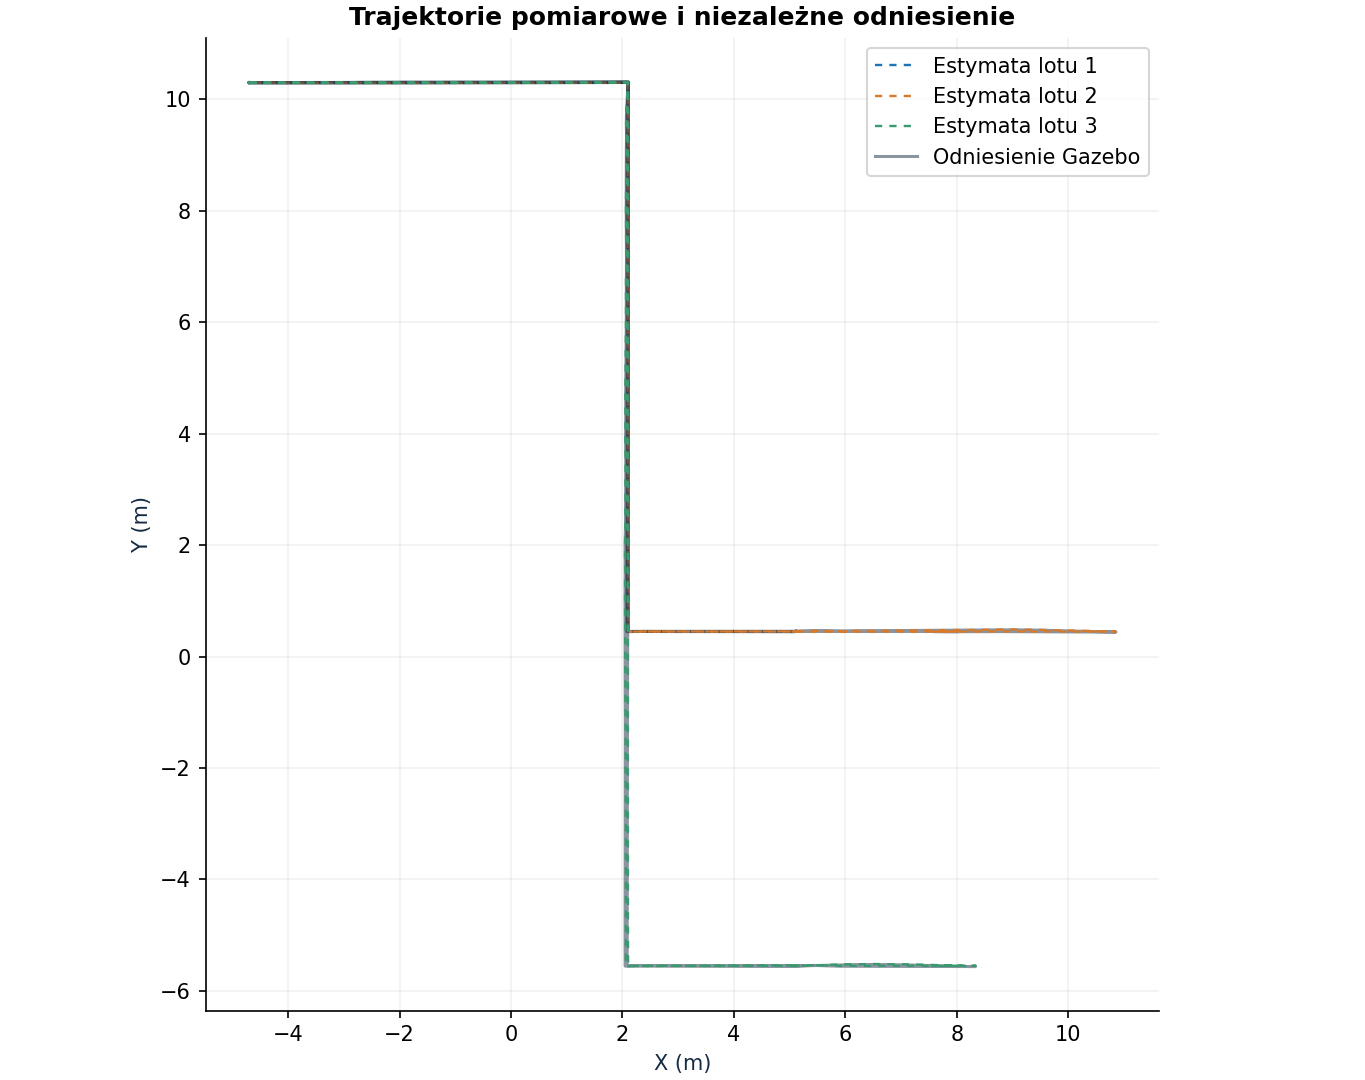 Trajektorie pomiarowe i niezależne odniesienie
Estymata lotu 1
Estymata lotu 2
Estymata lotu 3
Odniesienie Gazebo
10
8
6
4
2
0
−2
−4
−6
Y (m)
−4
−2
0
2
4
6
8
10
X (m)